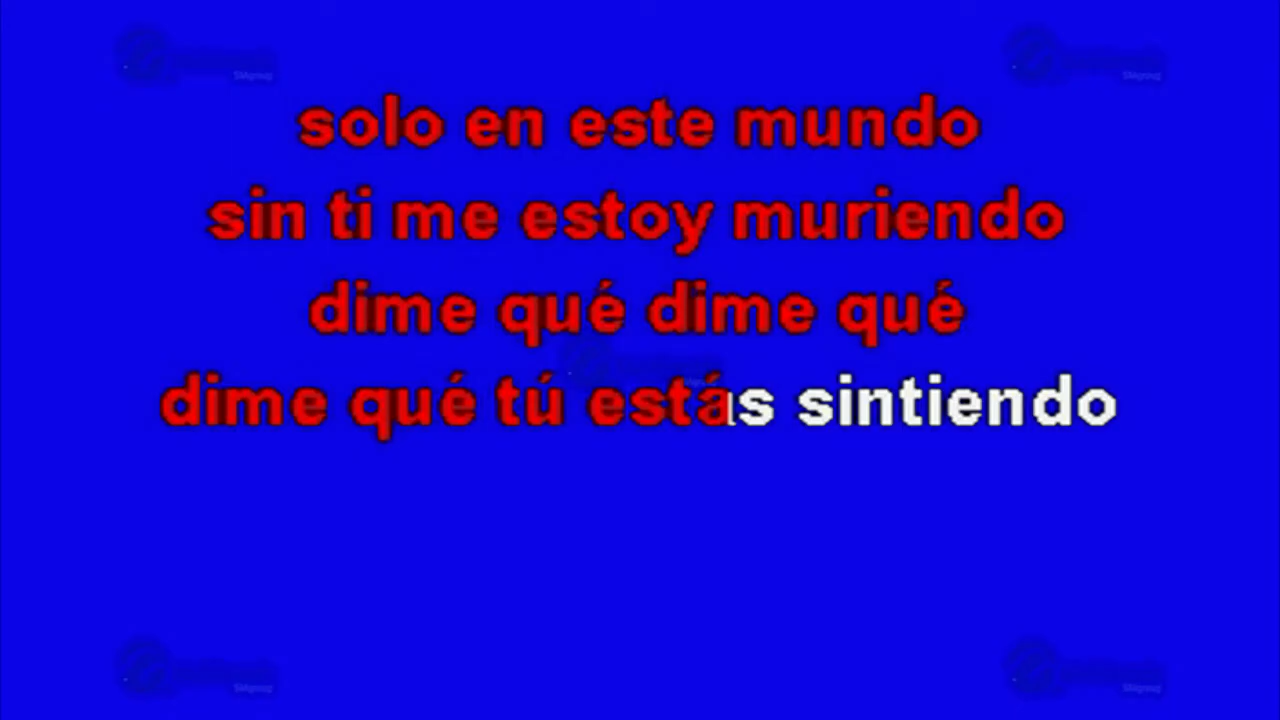 solo en este mundo
sin ti me estoy muriendo
dime qué dime qué
dime qué tú estás sintiendo